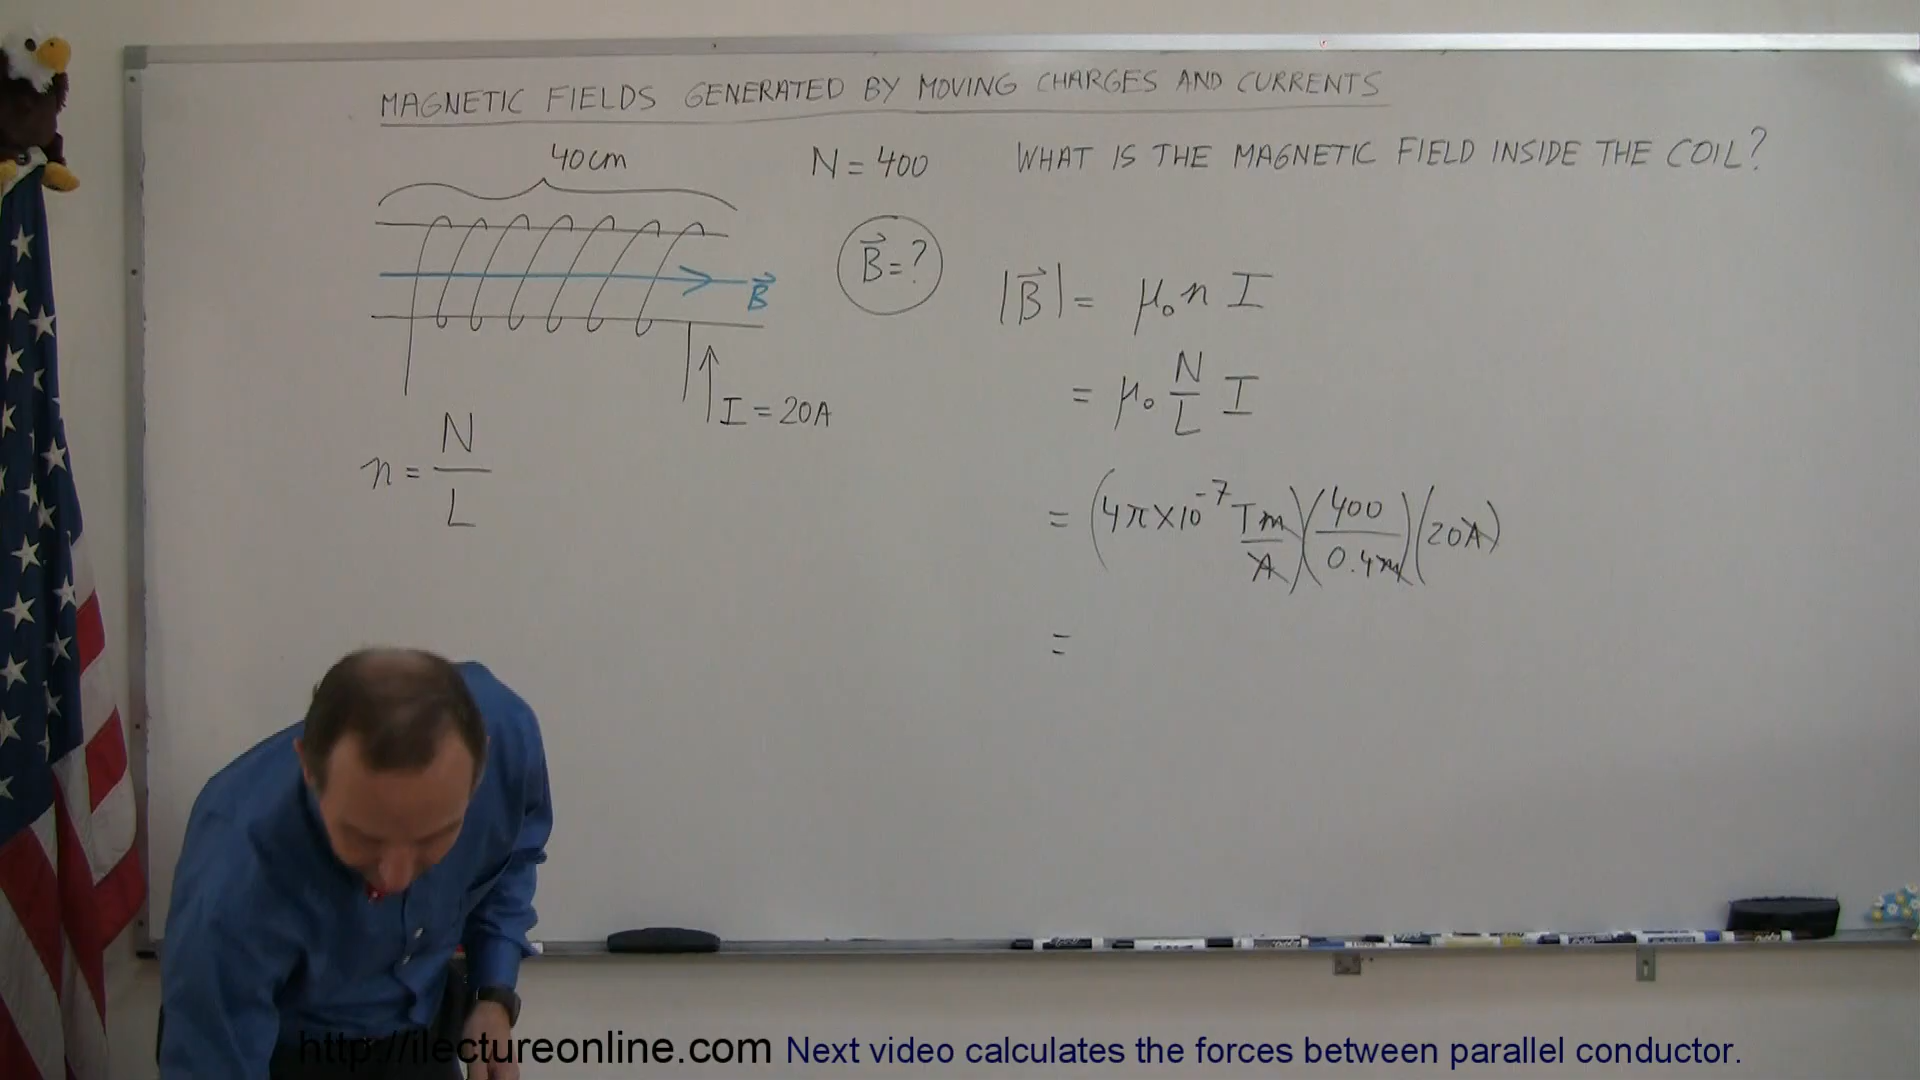 MAGNETIC FIELDS GENERATED BY MOVING CHARGES AND CURRENTS
40cm
N = 400
WHAT IS THE MAGNETIC FIELD INSIDE THE COIL?
B⃗ = ?
B⃗
|B⃗| = μ₀ n I
= μ₀ N/L I
I = 20A
n = N/L
= (4π×10⁻⁷ Tm/A)(400/0.4m)(20A)
=
http://ilectureonline.com Next video calculates the forces between parallel conductor.